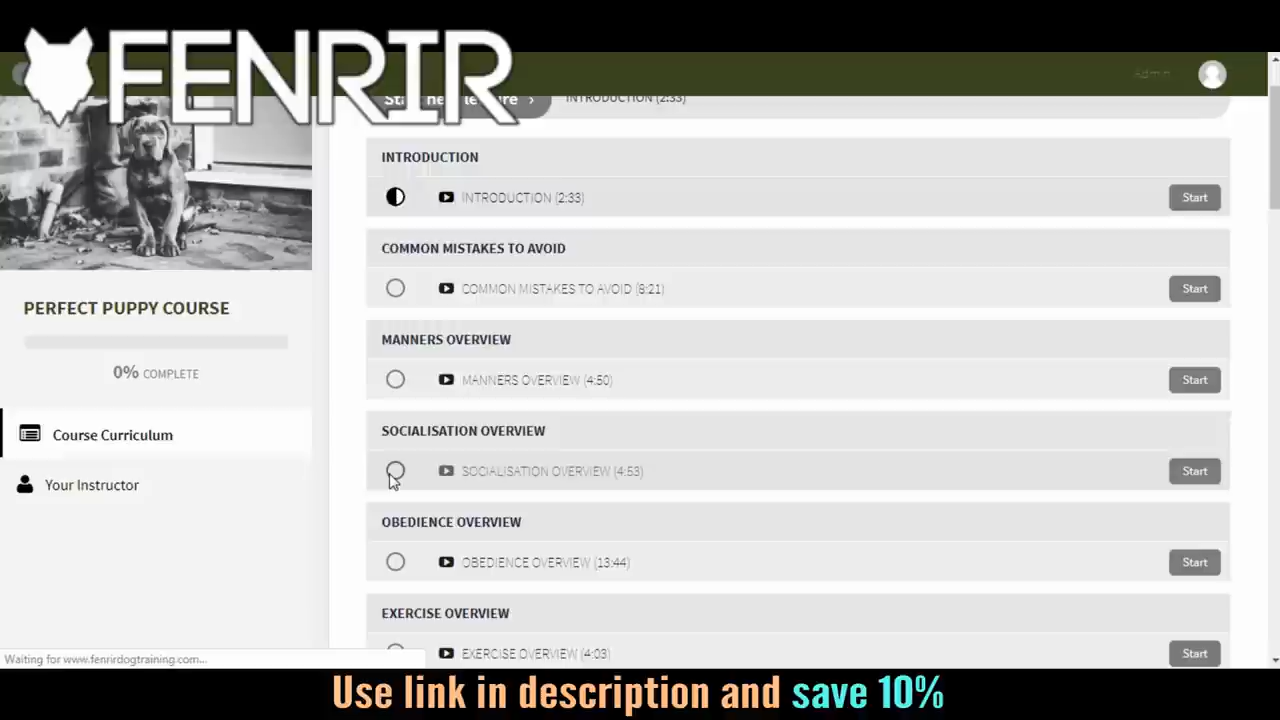 FENRIR
Admin
INTRODUCTION (2:33)
INTRODUCTION
INTRODUCTION (2:33)
Start
COMMON MISTAKES TO AVOID
COMMON MISTAKES TO AVOID (8:21)
Start
MANNERS OVERVIEW
MANNERS OVERVIEW (4:50)
Start
SOCIALISATION OVERVIEW
SOCIALISATION OVERVIEW (4:53)
Start
OBEDIENCE OVERVIEW
OBEDIENCE OVERVIEW (13:44)
Start
EXERCISE OVERVIEW
EXERCISE OVERVIEW (4:03)
Start
PERFECT PUPPY COURSE
0% COMPLETE
Course Curriculum
Your Instructor
Waiting for www.fenrirdogtraining.com...
Use link in description and save 10%